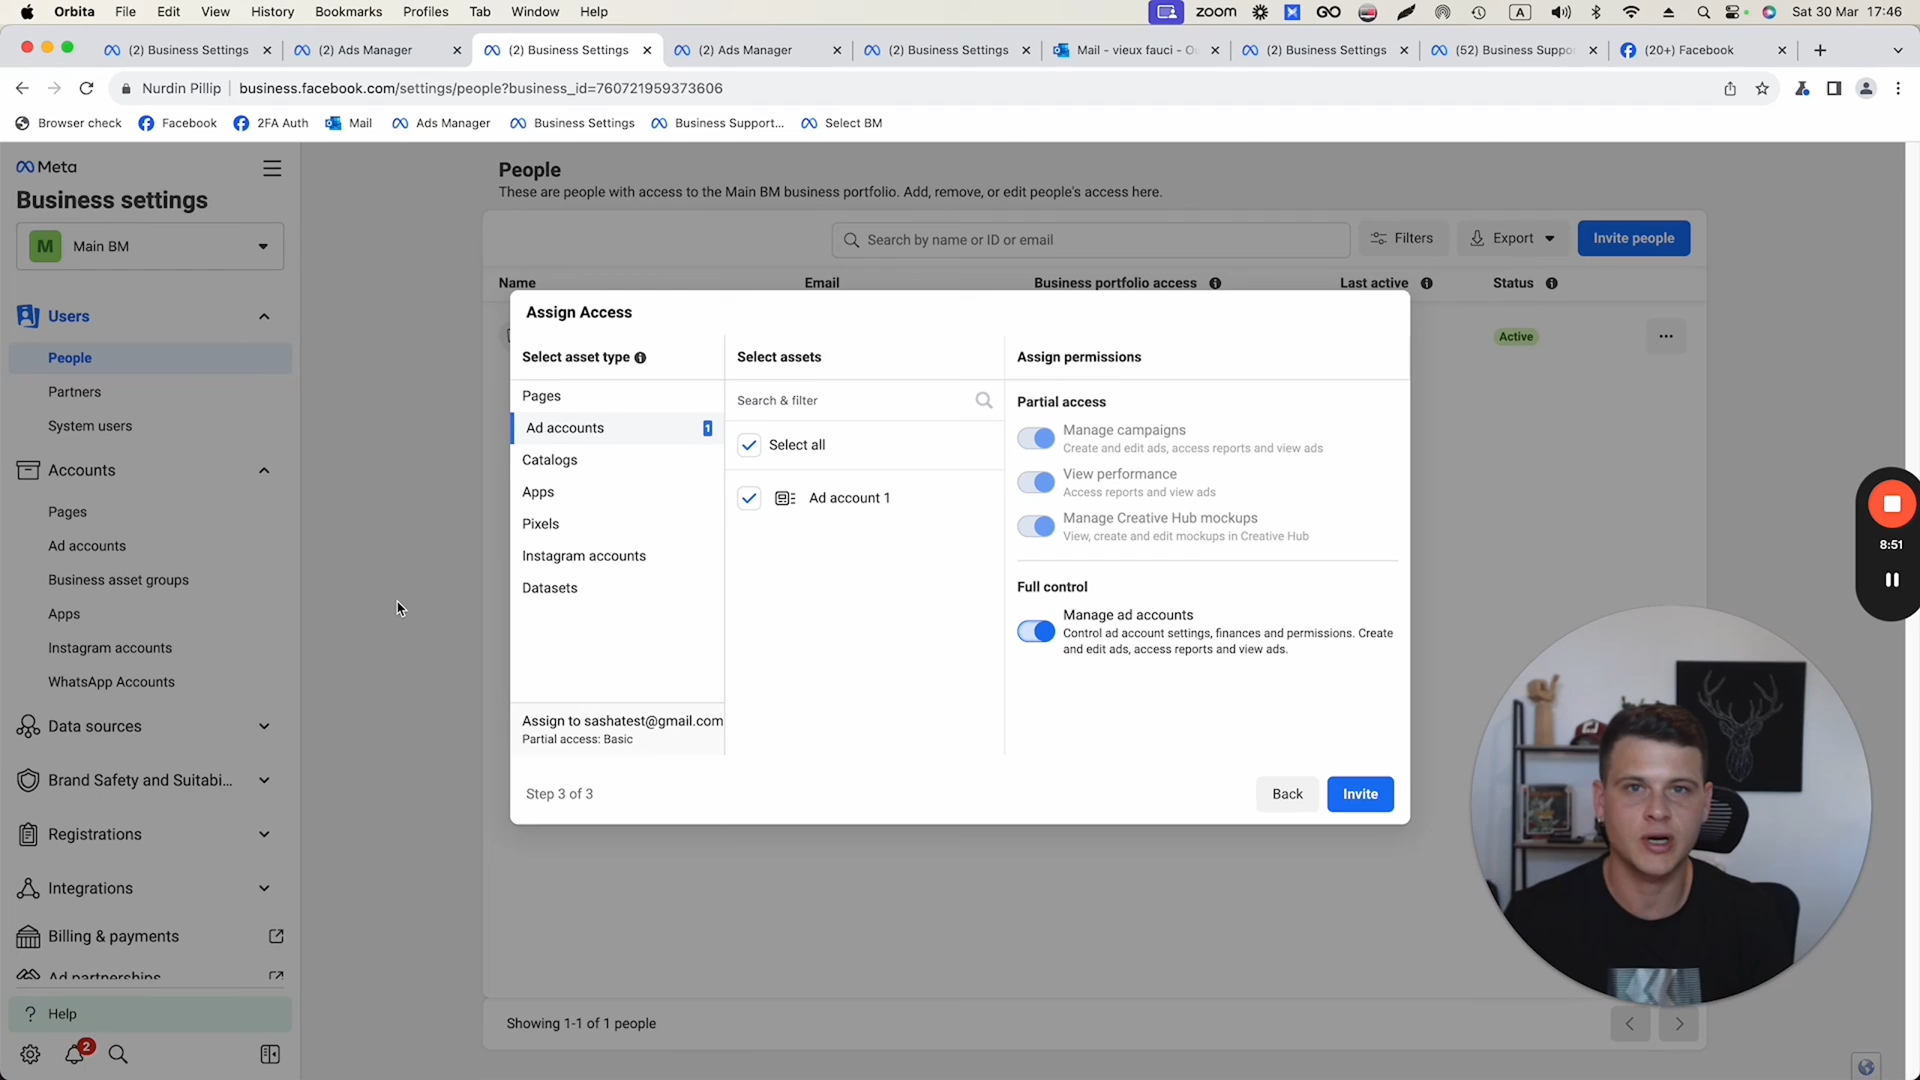 Orbita File Edit View History Bookmarks Profiles Tab Window Help
zoom GO A Sat 30 Mar 17:46
(2) Business Settings
(2) Ads Manager
(2) Business Settings
(2) Ads Manager
(2) Business Settings
Mail - vieux fauci - O
(2) Business Settings
(52) Business Suppo
(20+) Facebook
Nurdin Pillip business.facebook.com/settings/people?business_id=760721959373606
Browser check Facebook 2FA Auth Mail Ads Manager Business Settings Business Support... Select BM
Meta
Business settings
M Main BM
Users
People
Partners
System users
Accounts
Pages
Ad accounts
Business asset groups
Apps
Instagram accounts
WhatsApp Accounts
Data sources
Brand Safety and Suitabi...
Registrations
Integrations
Billing & payments
Ad partnerships
? Help
2
People
These are people with access to the Main BM business portfolio. Add, remove, or edit people's access here.
Search by name or ID or email
Filters
Export
Invite people
Name Email Business portfolio access Last active Status
Active
Assign Access
Select asset type
Pages
Ad accounts 1
Catalogs
Apps
Pixels
Instagram accounts
Datasets
Assign to sashatest@gmail.com
Partial access: Basic
Select assets
Search & filter
Select all
Ad account 1
Assign permissions
Partial access
Manage campaigns
Create and edit ads, access reports and view ads
View performance
Access reports and view ads
Manage Creative Hub mockups
View, create and edit mockups in Creative Hub
Full control
Manage ad accounts
Control ad account settings, finances and permissions. Create
and edit ads, access reports and view ads.
Step 3 of 3
Back
Invite
Showing 1-1 of 1 people
8:51